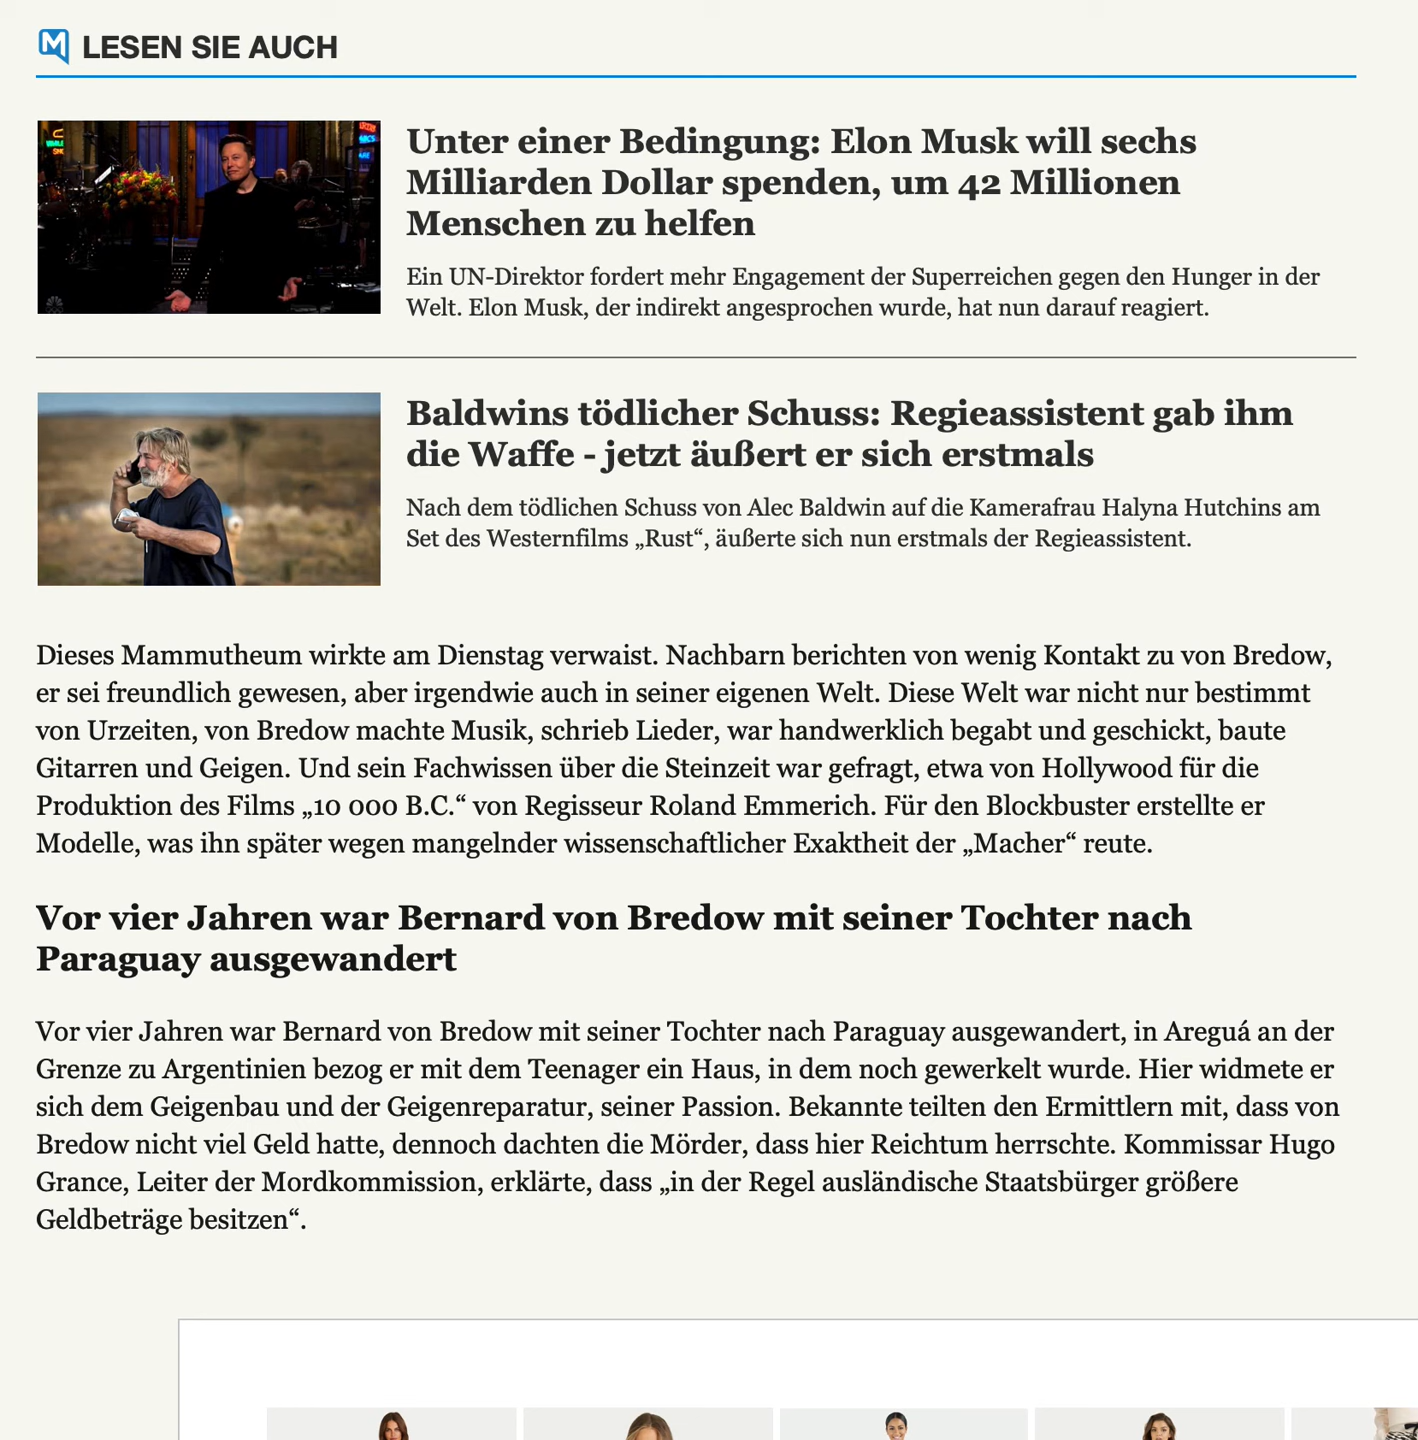 LESEN SIE AUCH
Unter einer Bedingung: Elon Musk will sechs
Milliarden Dollar spenden, um 42 Millionen
Menschen zu helfen
Ein UN-Direktor fordert mehr Engagement der Superreichen gegen den Hunger in der
Welt. Elon Musk, der indirekt angesprochen wurde, hat nun darauf reagiert.
Baldwins tödlicher Schuss: Regieassistent gab ihm
die Waffe - jetzt äußert er sich erstmals
Nach dem tödlichen Schuss von Alec Baldwin auf die Kamerafrau Halyna Hutchins am
Set des Westernfilms „Rust“, äußerte sich nun erstmals der Regieassistent.
Dieses Mammutheum wirkte am Dienstag verwaist. Nachbarn berichten von wenig Kontakt zu von Bredow,
er sei freundlich gewesen, aber irgendwie auch in seiner eigenen Welt. Diese Welt war nicht nur bestimmt
von Urzeiten, von Bredow machte Musik, schrieb Lieder, war handwerklich begabt und geschickt, baute
Gitarren und Geigen. Und sein Fachwissen über die Steinzeit war gefragt, etwa von Hollywood für die
Produktion des Films „10 000 B.C.“ von Regisseur Roland Emmerich. Für den Blockbuster erstellte er
Modelle, was ihn später wegen mangelnder wissenschaftlicher Exaktheit der „Macher“ reute.
Vor vier Jahren war Bernard von Bredow mit seiner Tochter nach
Paraguay ausgewandert
Vor vier Jahren war Bernard von Bredow mit seiner Tochter nach Paraguay ausgewandert, in Areguá an der
Grenze zu Argentinien bezog er mit dem Teenager ein Haus, in dem noch gewerkelt wurde. Hier widmete er
sich dem Geigenbau und der Geigenreparatur, seiner Passion. Bekannte teilten den Ermittlern mit, dass von
Bredow nicht viel Geld hatte, dennoch dachten die Mörder, dass hier Reichtum herrschte. Kommissar Hugo
Grance, Leiter der Mordkommission, erklärte, dass „in der Regel ausländische Staatsbürger größere
Geldbeträge besitzen“.